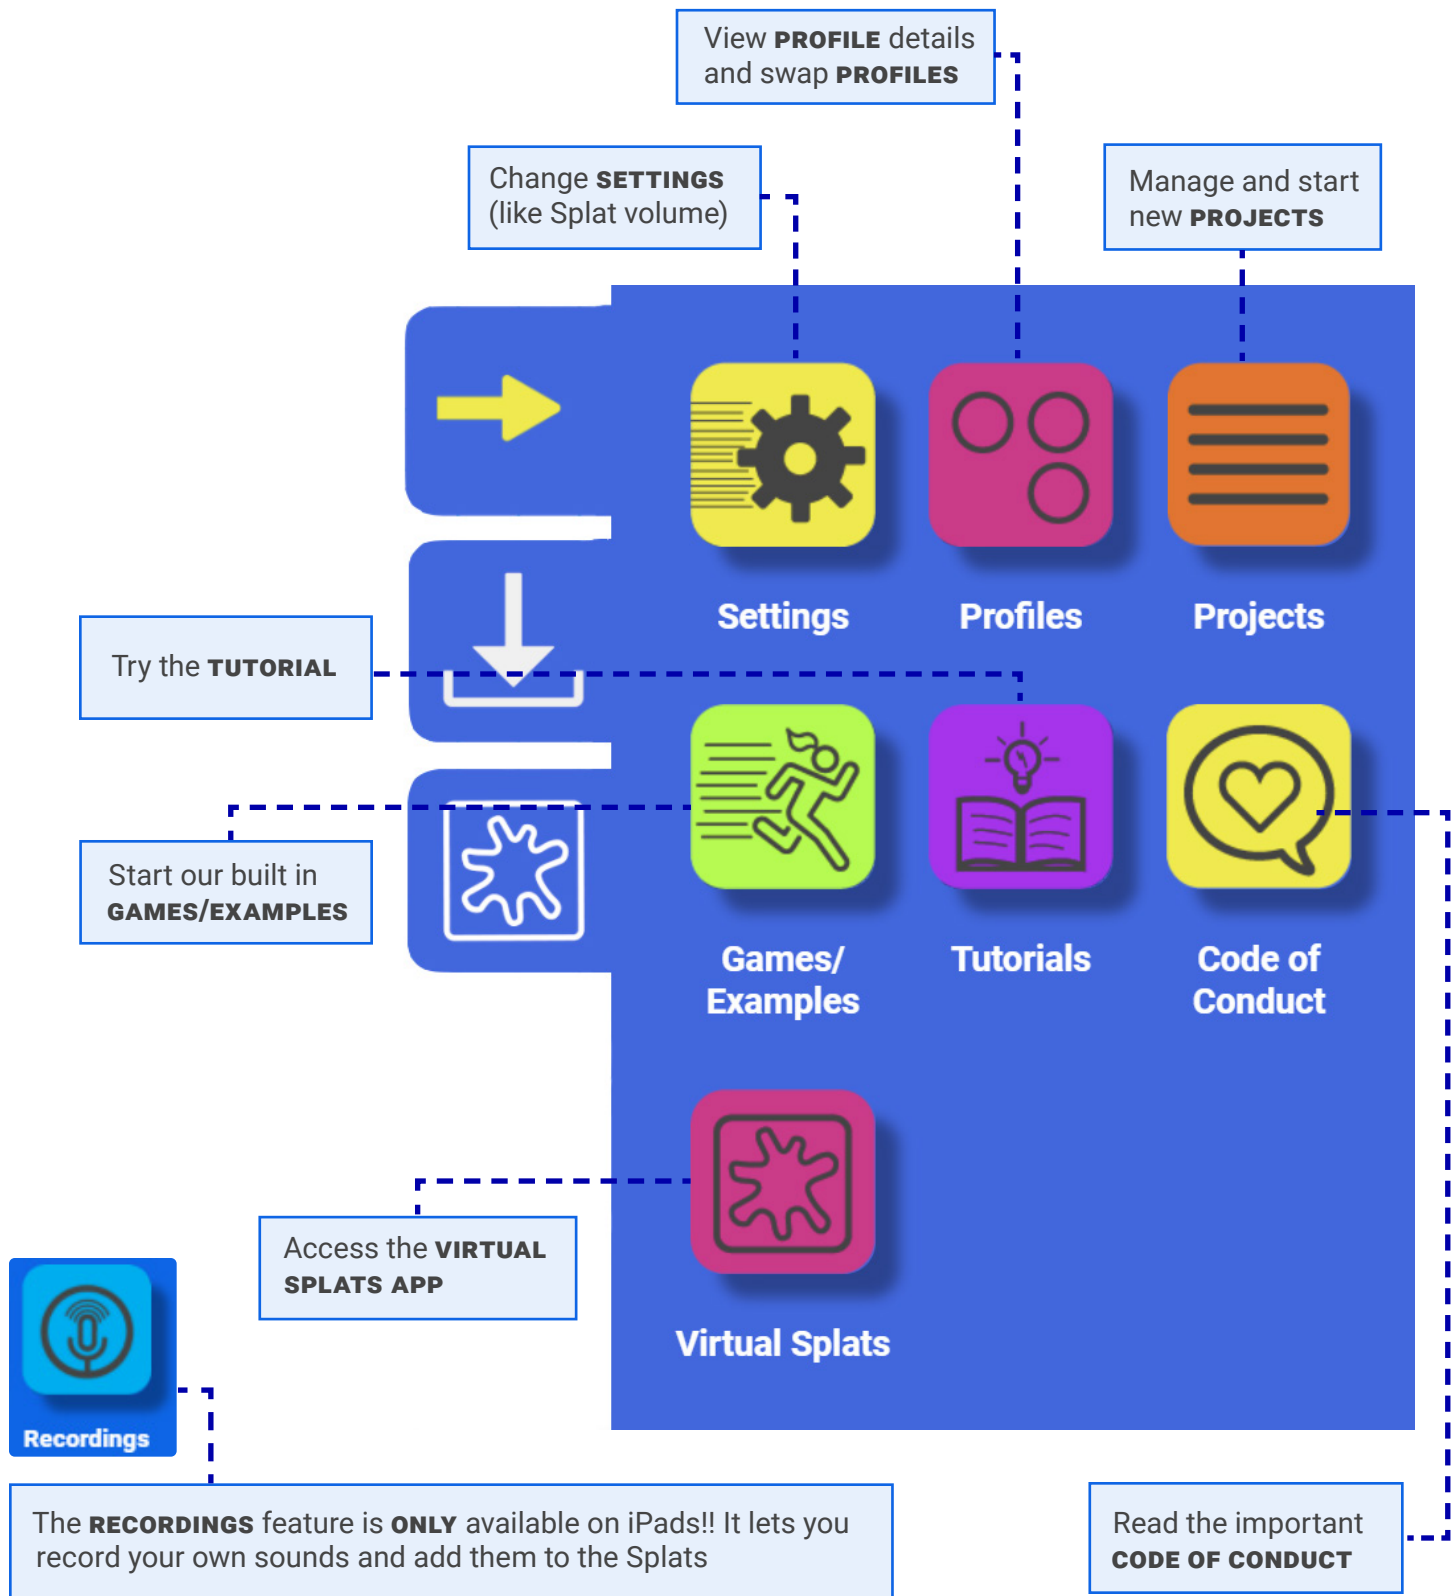 View PROFILE details
and swap PROFILES
Change SETTINGS
(like Splat volume)
Manage and start
new PROJECTS
Settings
Profiles
Projects
Try the TUTORIAL
Start our built in
GAMES/EXAMPLES
Games/
Examples
Tutorials
Code of
Conduct
Access the VIRTUAL
SPLATS APP
Virtual Splats
Recordings
The RECORDINGS feature is ONLY available on iPads!! It lets you
record your own sounds and add them to the Splats
Read the important
CODE OF CONDUCT